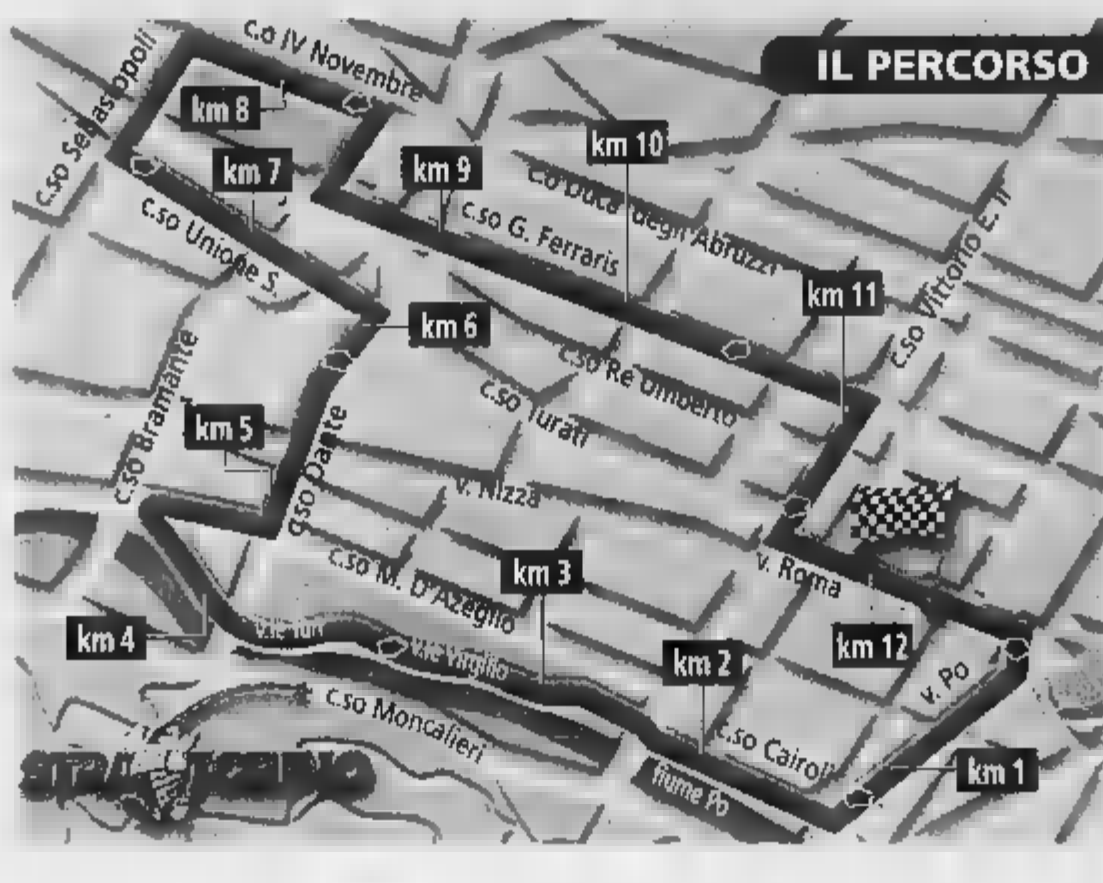 IL PERCORSO
c.o IV Novembre
c.so Sebastopoli
km 8
km 10
km 7
km 9
c.o Duca degli Abruzzi
c.so G. Ferraris
c.so Vittorio E. II
c.so Unione S.
km 11
km 6
c.so Re Umberto
c.so Bramante
c.so Turati
km 5
c.so Dante
v. Nizza
v. Roma
km 3
c.so M. D'Azeglio
km 4
v.le Virgilio
km 2
km 12
v. Po
c.so Moncalieri
c.so Cairoli
km 1
fiume Po